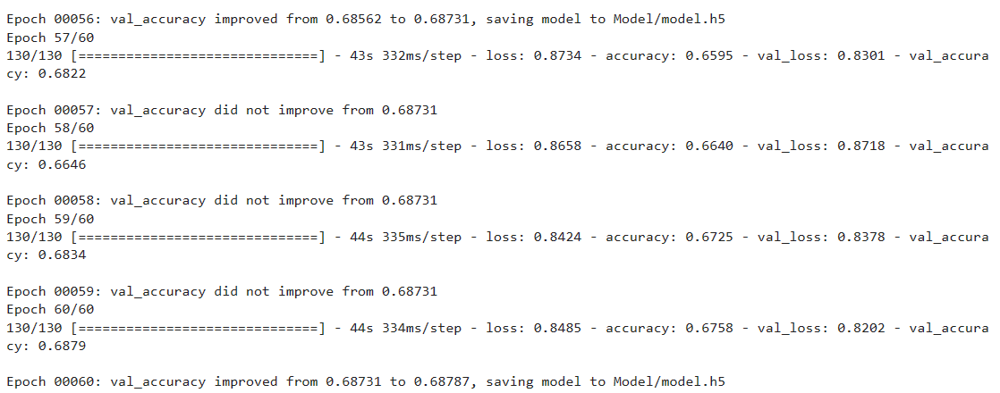 Epoch 00056: val_accuracy improved from 0.68562 to 0.68731, saving model to Model/model.h5
Epoch 57/60
130/130 [==============================] - 43s 332ms/step - loss: 0.8734 - accuracy: 0.6595 - val_loss: 0.8301 - val_accura
cy: 0.6822
Epoch 00057: val_accuracy did not improve from 0.68731
Epoch 58/60
130/130 [==============================] - 43s 331ms/step - loss: 0.8658 - accuracy: 0.6640 - val_loss: 0.8718 - val_accura
cy: 0.6646
Epoch 00058: val_accuracy did not improve from 0.68731
Epoch 59/60
130/130 [==============================] - 44s 335ms/step - loss: 0.8424 - accuracy: 0.6725 - val_loss: 0.8378 - val_accura
cy: 0.6834
Epoch 00059: val_accuracy did not improve from 0.68731
Epoch 60/60
130/130 [==============================] - 44s 334ms/step - loss: 0.8485 - accuracy: 0.6758 - val_loss: 0.8202 - val_accura
cy: 0.6879
Epoch 00060: val_accuracy improved from 0.68731 to 0.68787, saving model to Model/model.h5